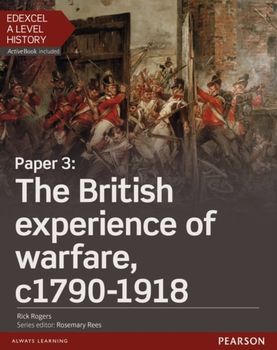 EDEXCEL
A LEVEL
HISTORY
ActiveBook included
Paper 3:
The British
experience of
warfare,
c1790-1918
Rick Rogers
Series editor: Rosemary Rees
ALWAYS LEARNING
PEARSON